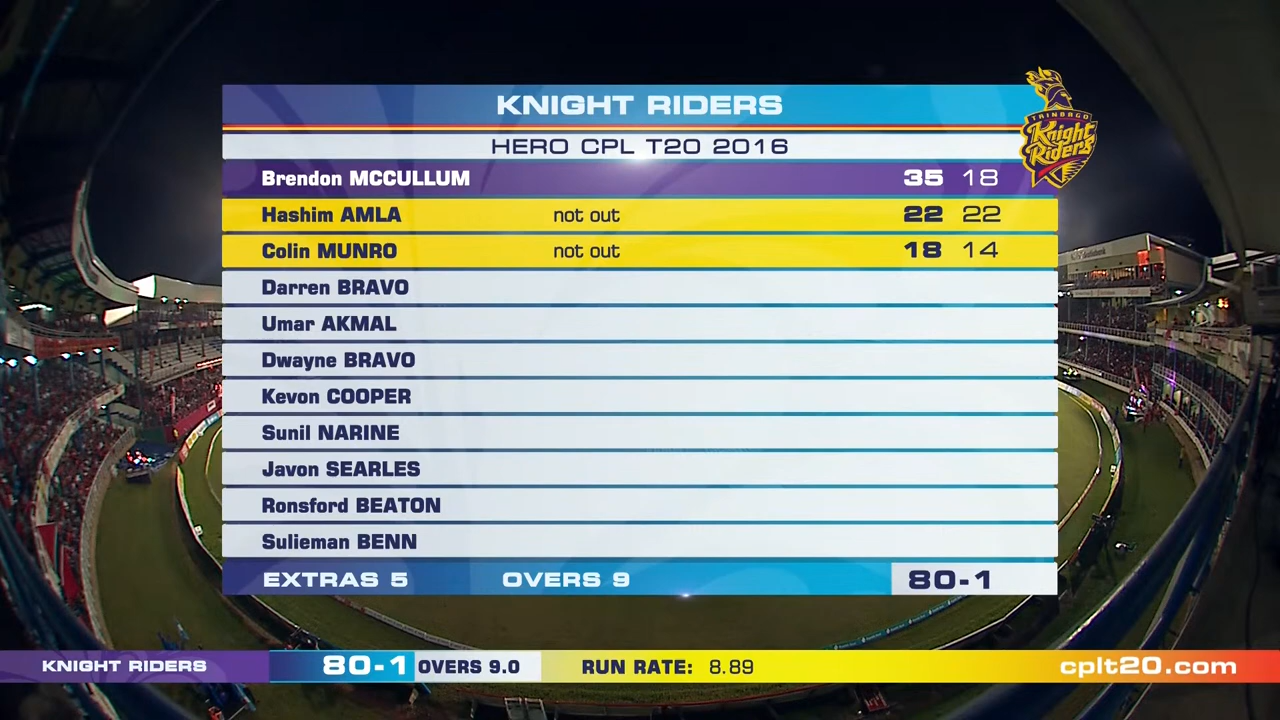 KNIGHT RIDERS
HERO CPL T20 2016
TRINBAGO
Knight
Riders
Brendon MCCULLUM 35 18
Hashim AMLA not out 22 22
Colin MUNRO not out 18 14
Darren BRAVO
Umar AKMAL
Dwayne BRAVO
Kevon COOPER
Sunil NARINE
Javon SEARLES
Ronsford BEATON
Sulieman BENN
EXTRAS 5 OVERS 9 80-1
KNIGHT RIDERS 80-1 OVERS 9.0 RUN RATE: 8.89 cplt20.com